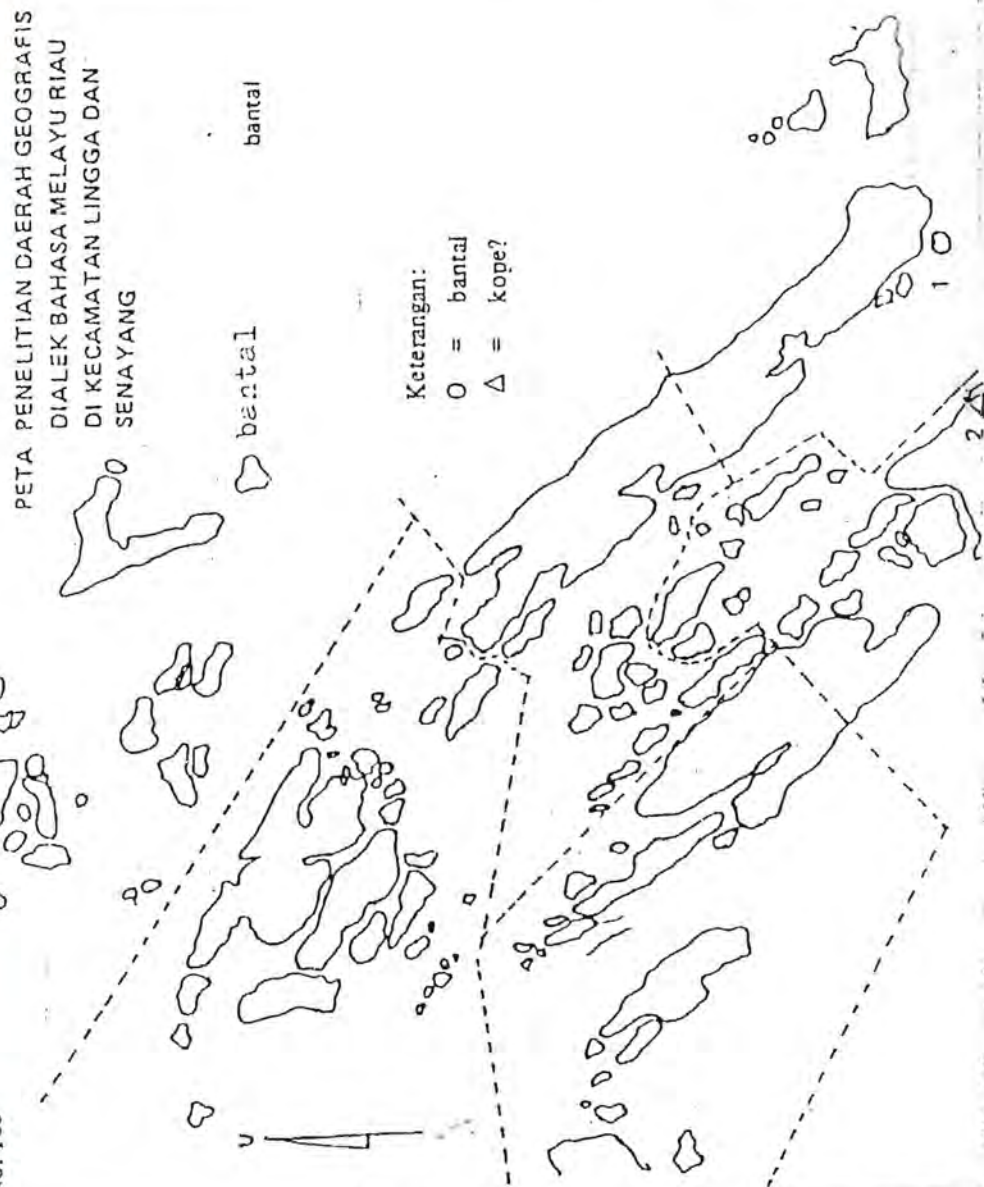 PETA PENELITIAN DAERAH GEOGRAFIS
DIALEK BAHASA MELAYU RIAU
DI KECAMATAN LINGGA DAN
SENAYANG
bantal
bantal
Keterangan:
O = bantal
Δ = kope?
U
1 O
2 Δ